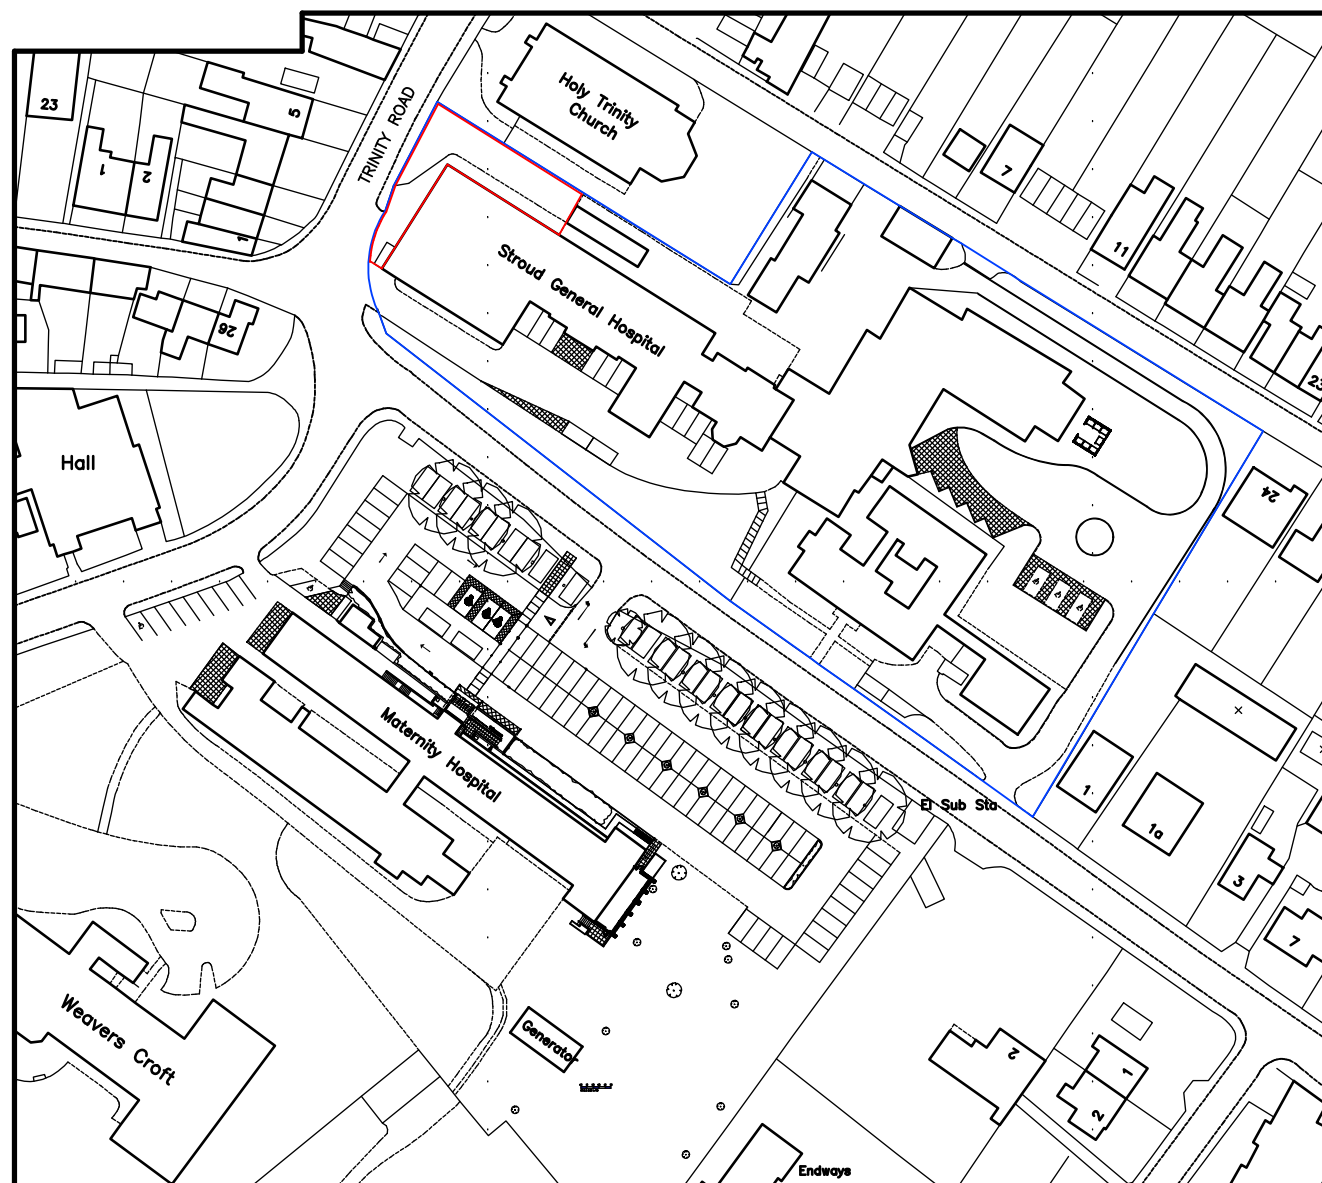 23
5
Holy Trinity
Church
TRINITY ROAD
1
2
1
7
11
Stroud General Hospital
26
23
Hall
24
Maternity Hospital
El Sub Sta
1
1a
3
7
Weavers Croft
Generator
2
1
2
Endways